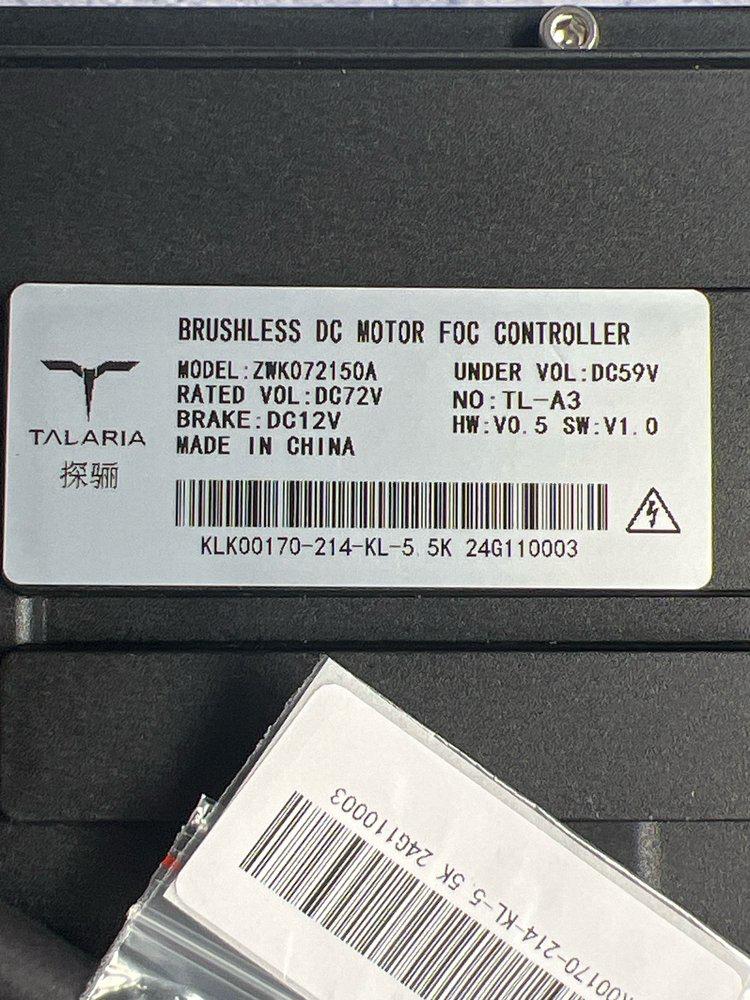 BRUSHLESS DC MOTOR FOC CONTROLLER
MODEL:ZWK072150A
UNDER VOL:DC59V
RATED VOL:DC72V
NO:TL-A3
BRAKE:DC12V
HW:V0.5 SW:V1.0
MADE IN CHINA
TALARIA
探骊
KLK00170-214-KL-5.5K 24G110003
00170-214-KL-5.5K 24G110003